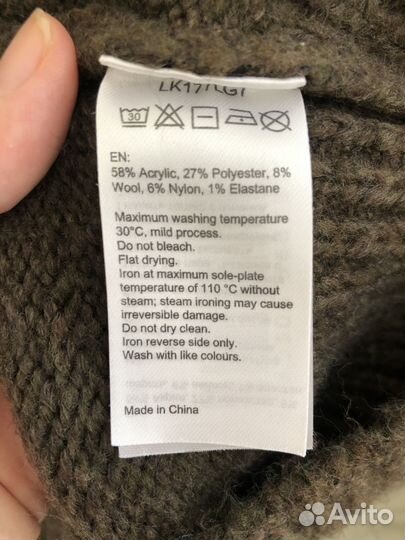 30
EN:
58% Acrylic, 27% Polyester, 8%
Wool, 6% Nylon, 1% Elastane
Maximum washing temperature
30°C, mild process.
Do not bleach.
Flat drying.
Iron at maximum sole-plate
temperature of 110 °C without
steam; steam ironing may cause
irreversible damage.
Do not dry clean.
Iron reverse side only.
Wash with like colours.
Made in China
Avito